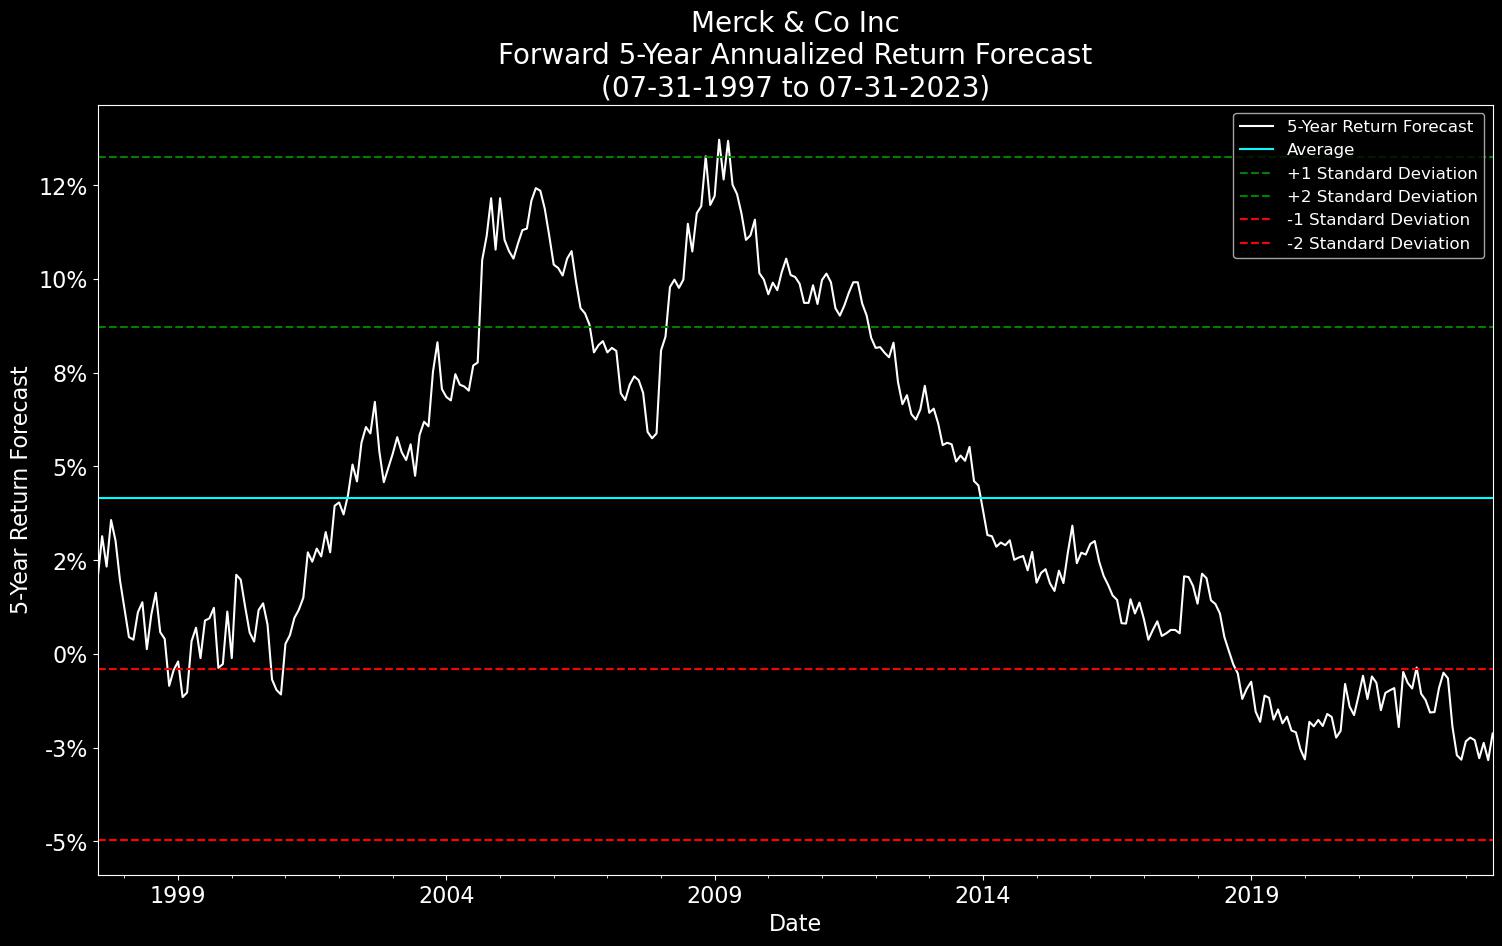 Merck & Co Inc
Forward 5-Year Annualized Return Forecast
(07-31-1997 to 07-31-2023)
5-Year Return Forecast
Average
+1 Standard Deviation
+2 Standard Deviation
-1 Standard Deviation
-2 Standard Deviation
12%
10%
8%
5%
2%
0%
-3%
-5%
5-Year Return Forecast
1999
2004
2009
2014
2019
Date